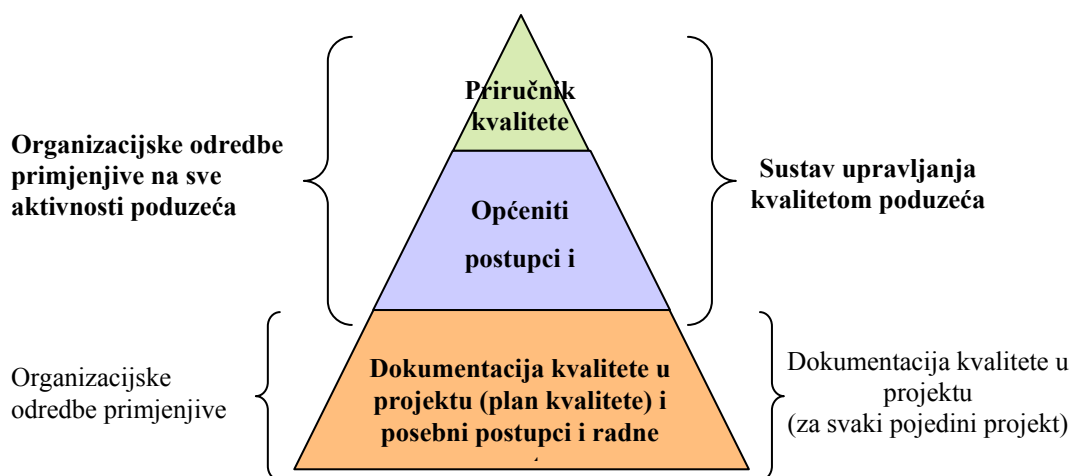 Priručnik
kvalitete
Organizacijske odredbe
primjenjive na sve
aktivnosti poduzeća
Sustav upravljanja
kvalitetom poduzeća
Općeniti
postupci i
Dokumentacija kvalitete u
projektu (plan kvalitete) i
posebni postupci i radne
Organizacijske
odredbe primjenjive
Dokumentacija kvalitete u
projektu
(za svaki pojedini projekt)